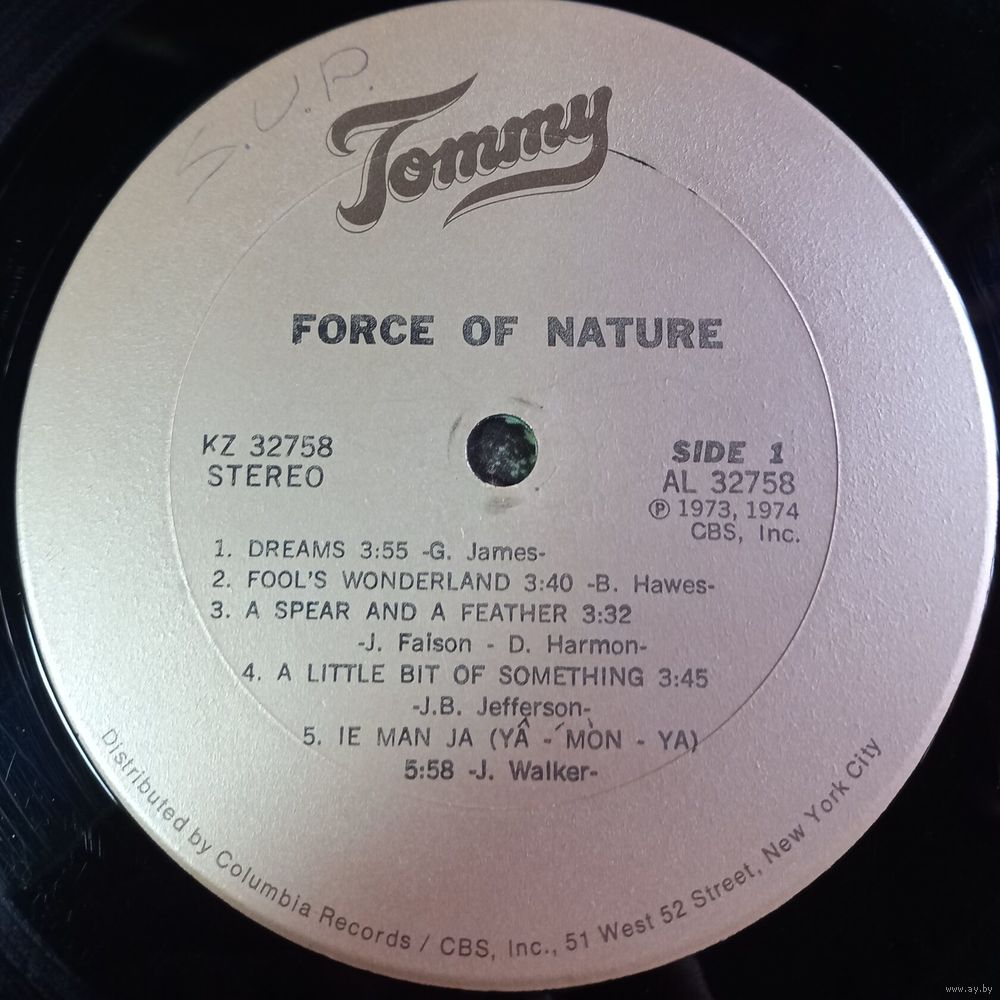 S.U.P.
Tommy
FORCE OF NATURE
KZ 32758
STEREO
SIDE 1
AL 32758
℗ 1973, 1974
CBS, Inc.
1. DREAMS 3:55 -G. James-
2. FOOL'S WONDERLAND 3:40 -B. Hawes-
3. A SPEAR AND A FEATHER 3:32
-J. Faison - D. Harmon-
4. A LITTLE BIT OF SOMETHING 3:45
-J.B. Jefferson-
5. IE MAN JA (YÂ -´MÒN - YA)
5:58 -J. Walker-
Distributed by Columbia Records / CBS, Inc., 51 West 52 Street, New York City
www.ay.by